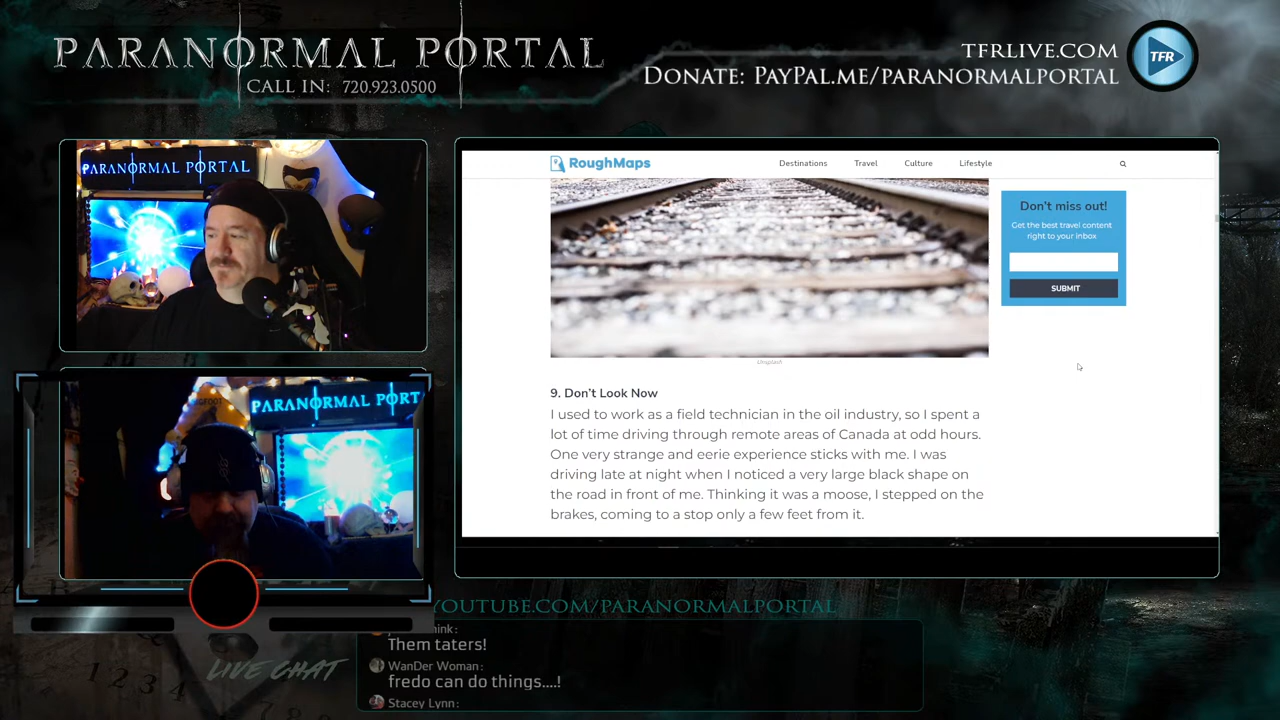 PARANORMAL PORTAL
CALL IN: 720.923.0500
TFRLIVE.COM
DONATE: PAYPAL.ME/PARANORMALPORTAL
TFR
PARANORMAL PORTAL
RoughMaps
Destinations
Travel
Culture
Lifestyle
Don't miss out!
Get the best travel content
right to your inbox
SUBMIT
Unsplash
9. Don't Look Now
I used to work as a field technician in the oil industry, so I spent a
lot of time driving through remote areas of Canada at odd hours.
One very strange and eerie experience sticks with me. I was
driving late at night when I noticed a very large black shape on
the road in front of me. Thinking it was a moose, I stepped on the
brakes, coming to a stop only a few feet from it.
BIGFOOT
PARANORMAL PORT
YOUTUBE.COM/PARANORMALPORTAL
LIVE CHAT
1 2 3 4
Them taters!
WanDer Woman:
fredo can do things....!
Stacey Lynn: